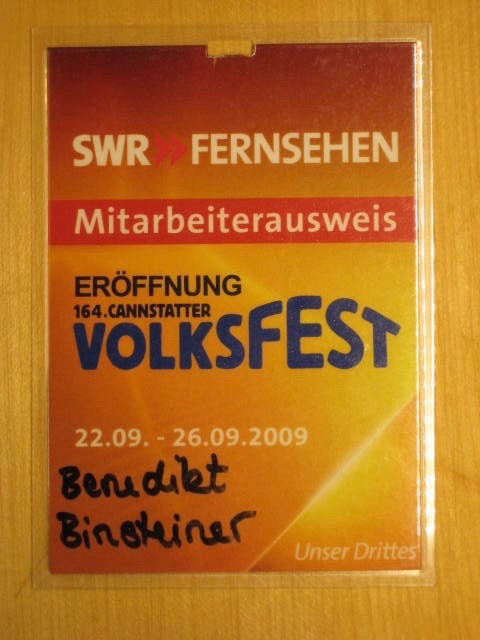 SWR>> FERNSEHEN
Mitarbeiterausweis
ERÖFFNUNG
164.CANNSTATTER
VOLKSFEST
22.09. - 26.09.2009
Benedikt
Binsteiner
Unser Drittes